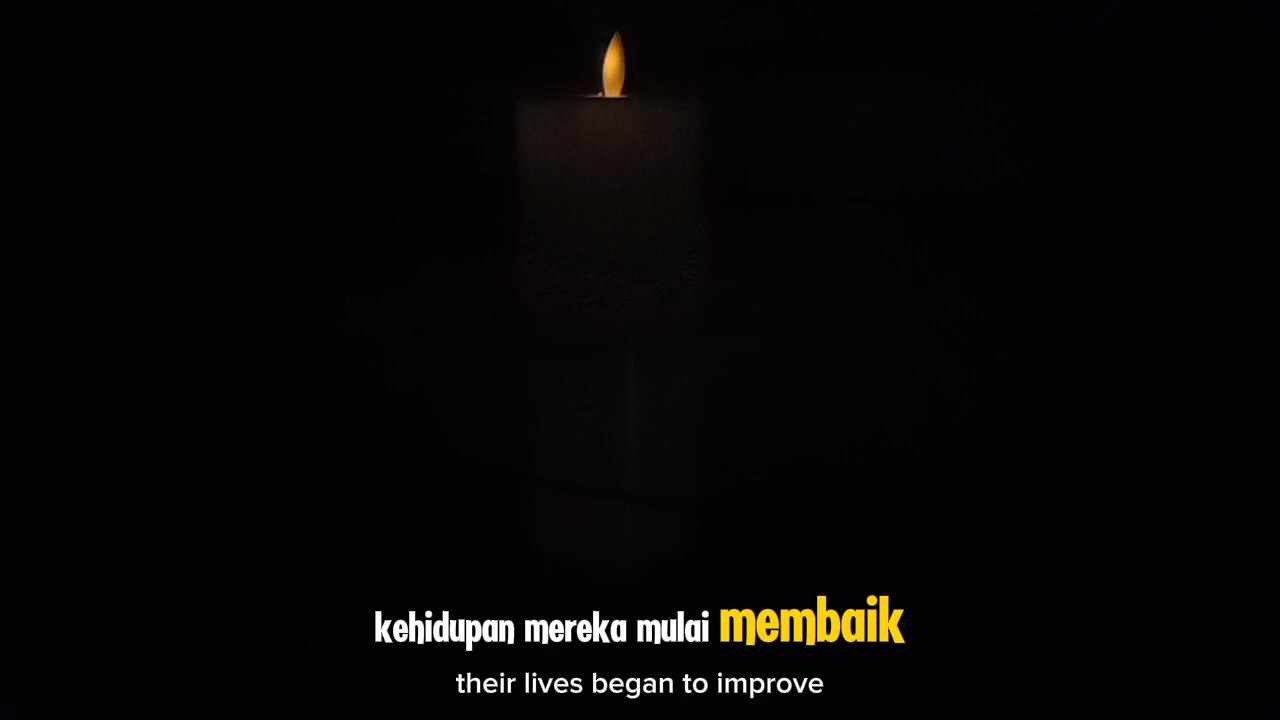 kehidupan mereka mulai membaik
their lives began to improve